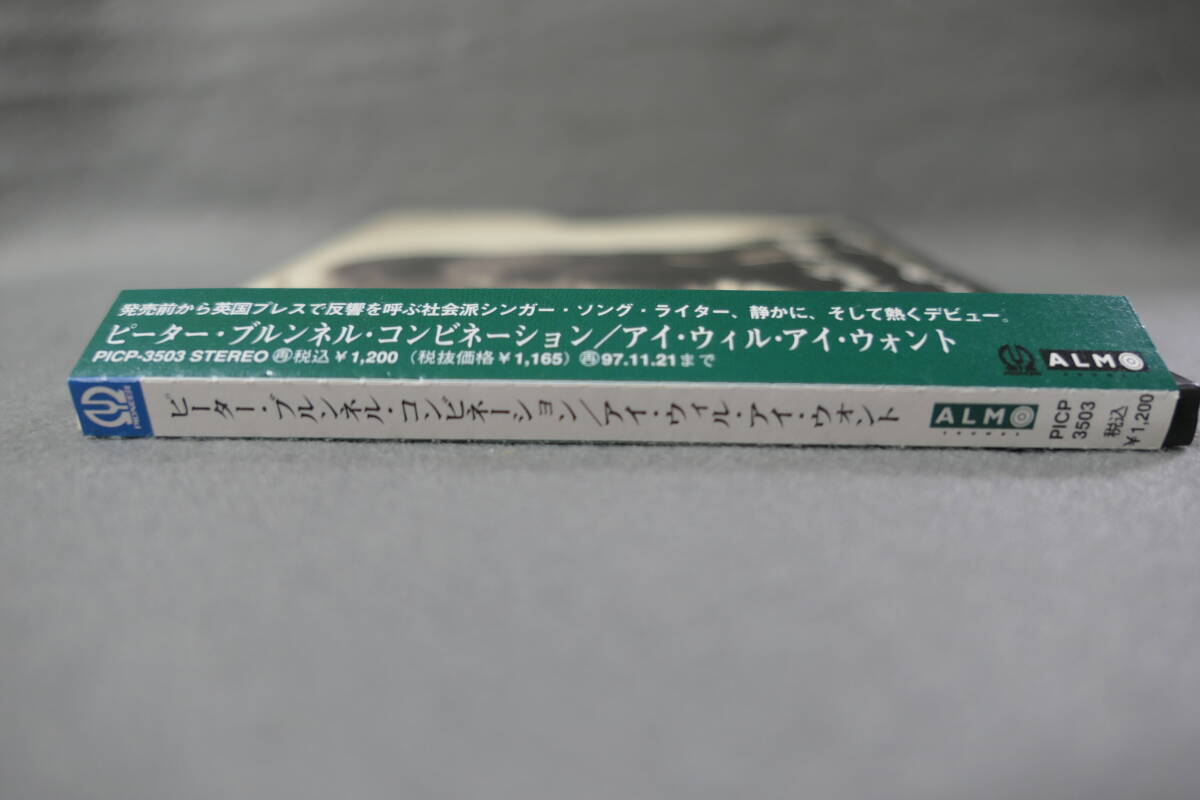 発売前から英国プレスで反響を呼ぶ社会派シンガー・ソング・ライター、静かに、そして熱くデビュー。
ピーター・ブルンネル・コンビネーション/アイ・ウィル・アイ・ウォント
PICP-3503 STEREO ㊞税込¥1,200(税抜価格¥1,165)㊞97.11.21まで
ALMO
PIONEER
ピーター・ブルンネル・コンビネーション/アイ・ウィル・アイ・ウォント
ALMO
PICP
3503
税込
¥1,200